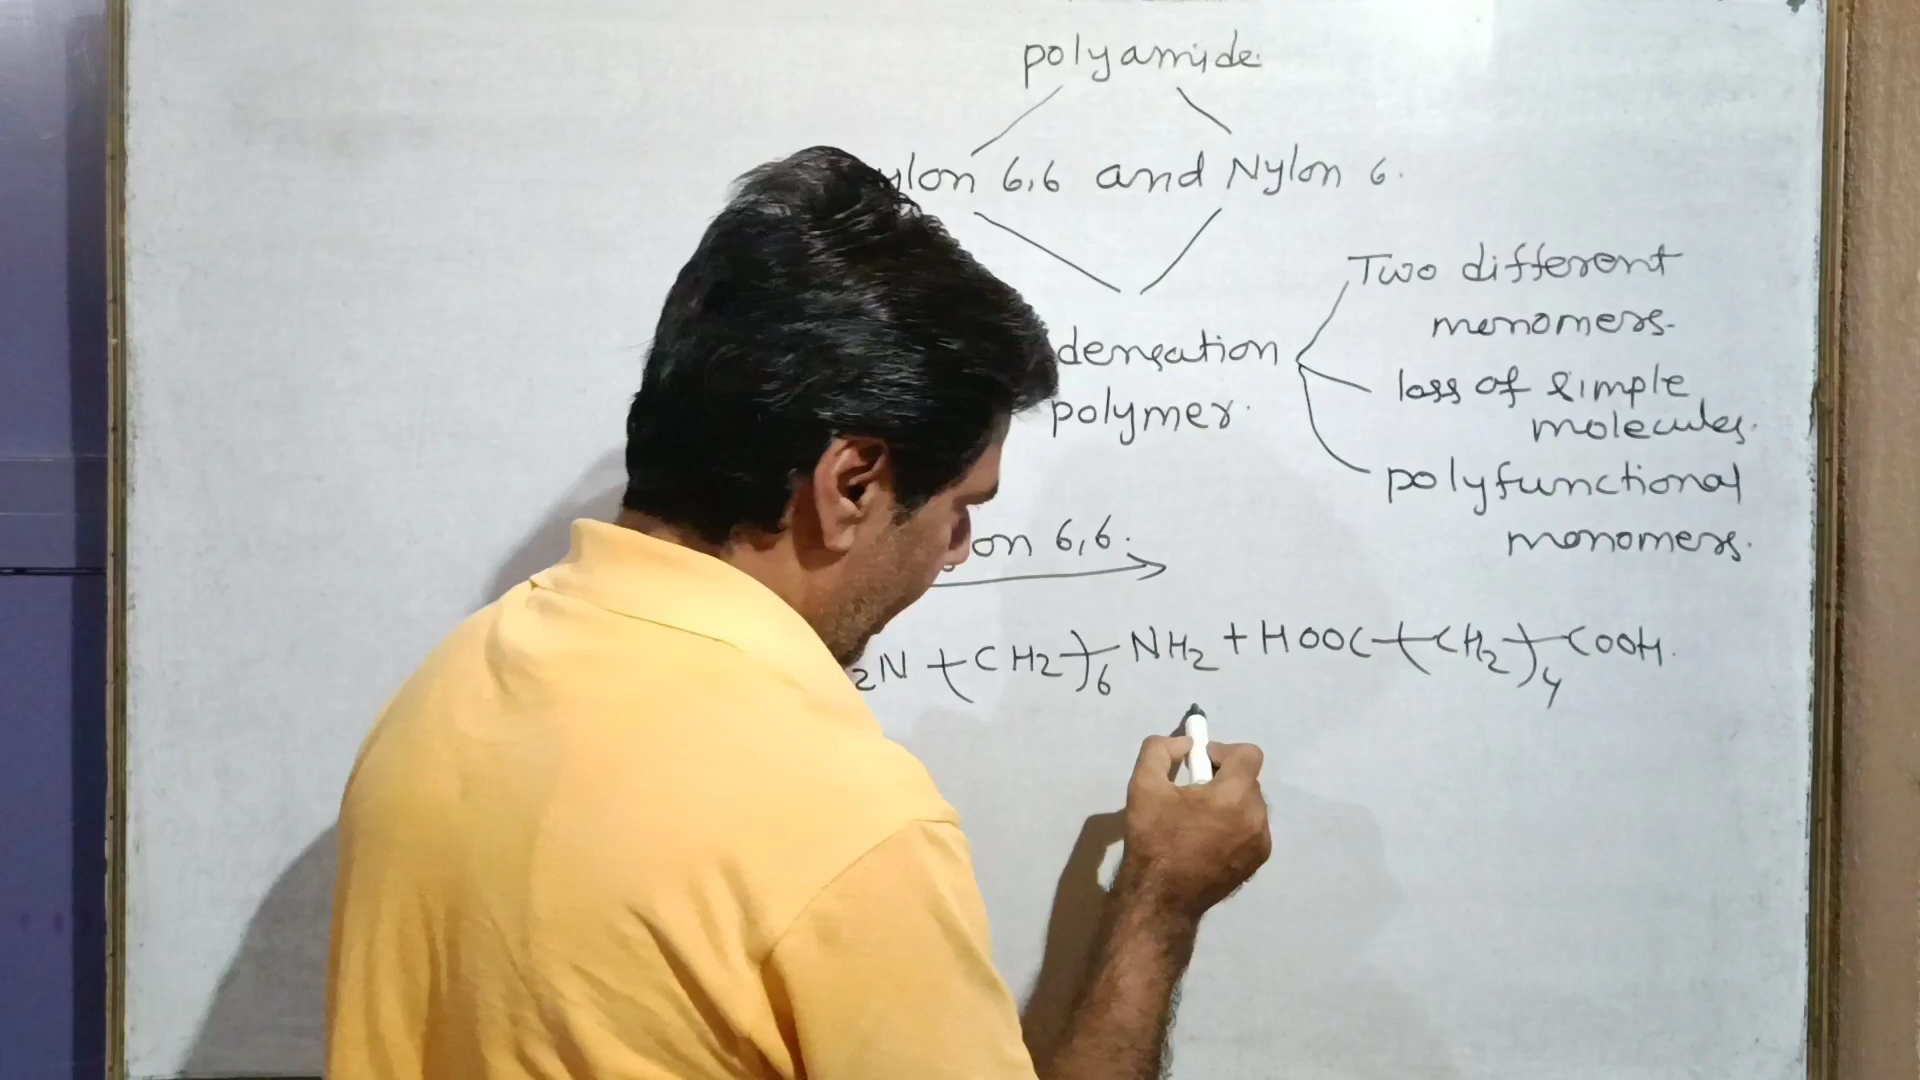 polyamide.
ylon 6,6 and Nylon 6.
Two different
monomers.
densation
loss of simple
polymer.
molecules.
polyfunctional
on 6,6.
monomers.
2N-(CH2)6-NH2 + HOOC-(CH2)4-COOH.